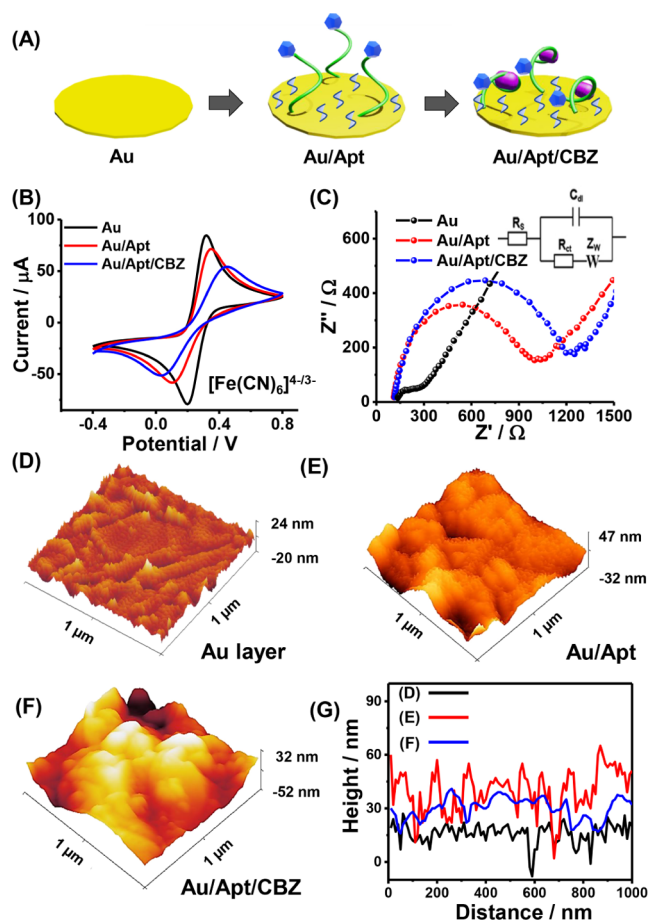 (A)
Au
Au/Apt
Au/Apt/CBZ
(B)
100
50
0
-50
Current / µA
Au
Au/Apt
Au/Apt/CBZ
[Fe(CN)6]4-/3-
-0.4
0.0
0.4
0.8
Potential / V
(C)
600
400
200
0
Z'' / Ω
Au
Au/Apt
Au/Apt/CBZ
Cdl
RS
Rct
ZW
W
0
300
600
900
1200
1500
Z' / Ω
(D)
24 nm
-20 nm
1 µm
1 µm
Au layer
(E)
47 nm
-32 nm
1 µm
1 µm
Au/Apt
(F)
32 nm
-52 nm
1 µm
1 µm
Au/Apt/CBZ
(G)
90
60
30
0
Height / nm
(D)
(E)
(F)
0
200
400
600
800
1000
Distance / nm